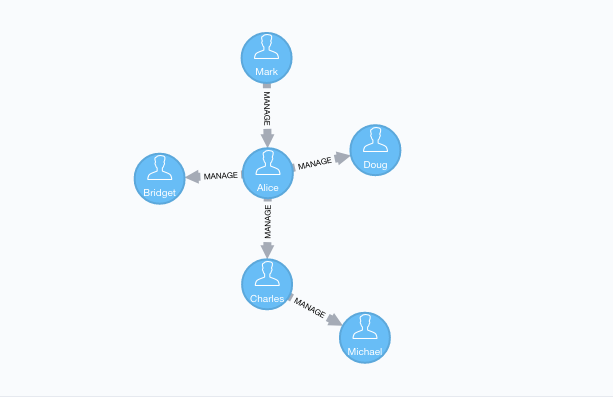 Mark
MANAGE
Doug
MANAGE
Bridget
MANAGE
Alice
MANAGE
Charles
MANAGE
Michael